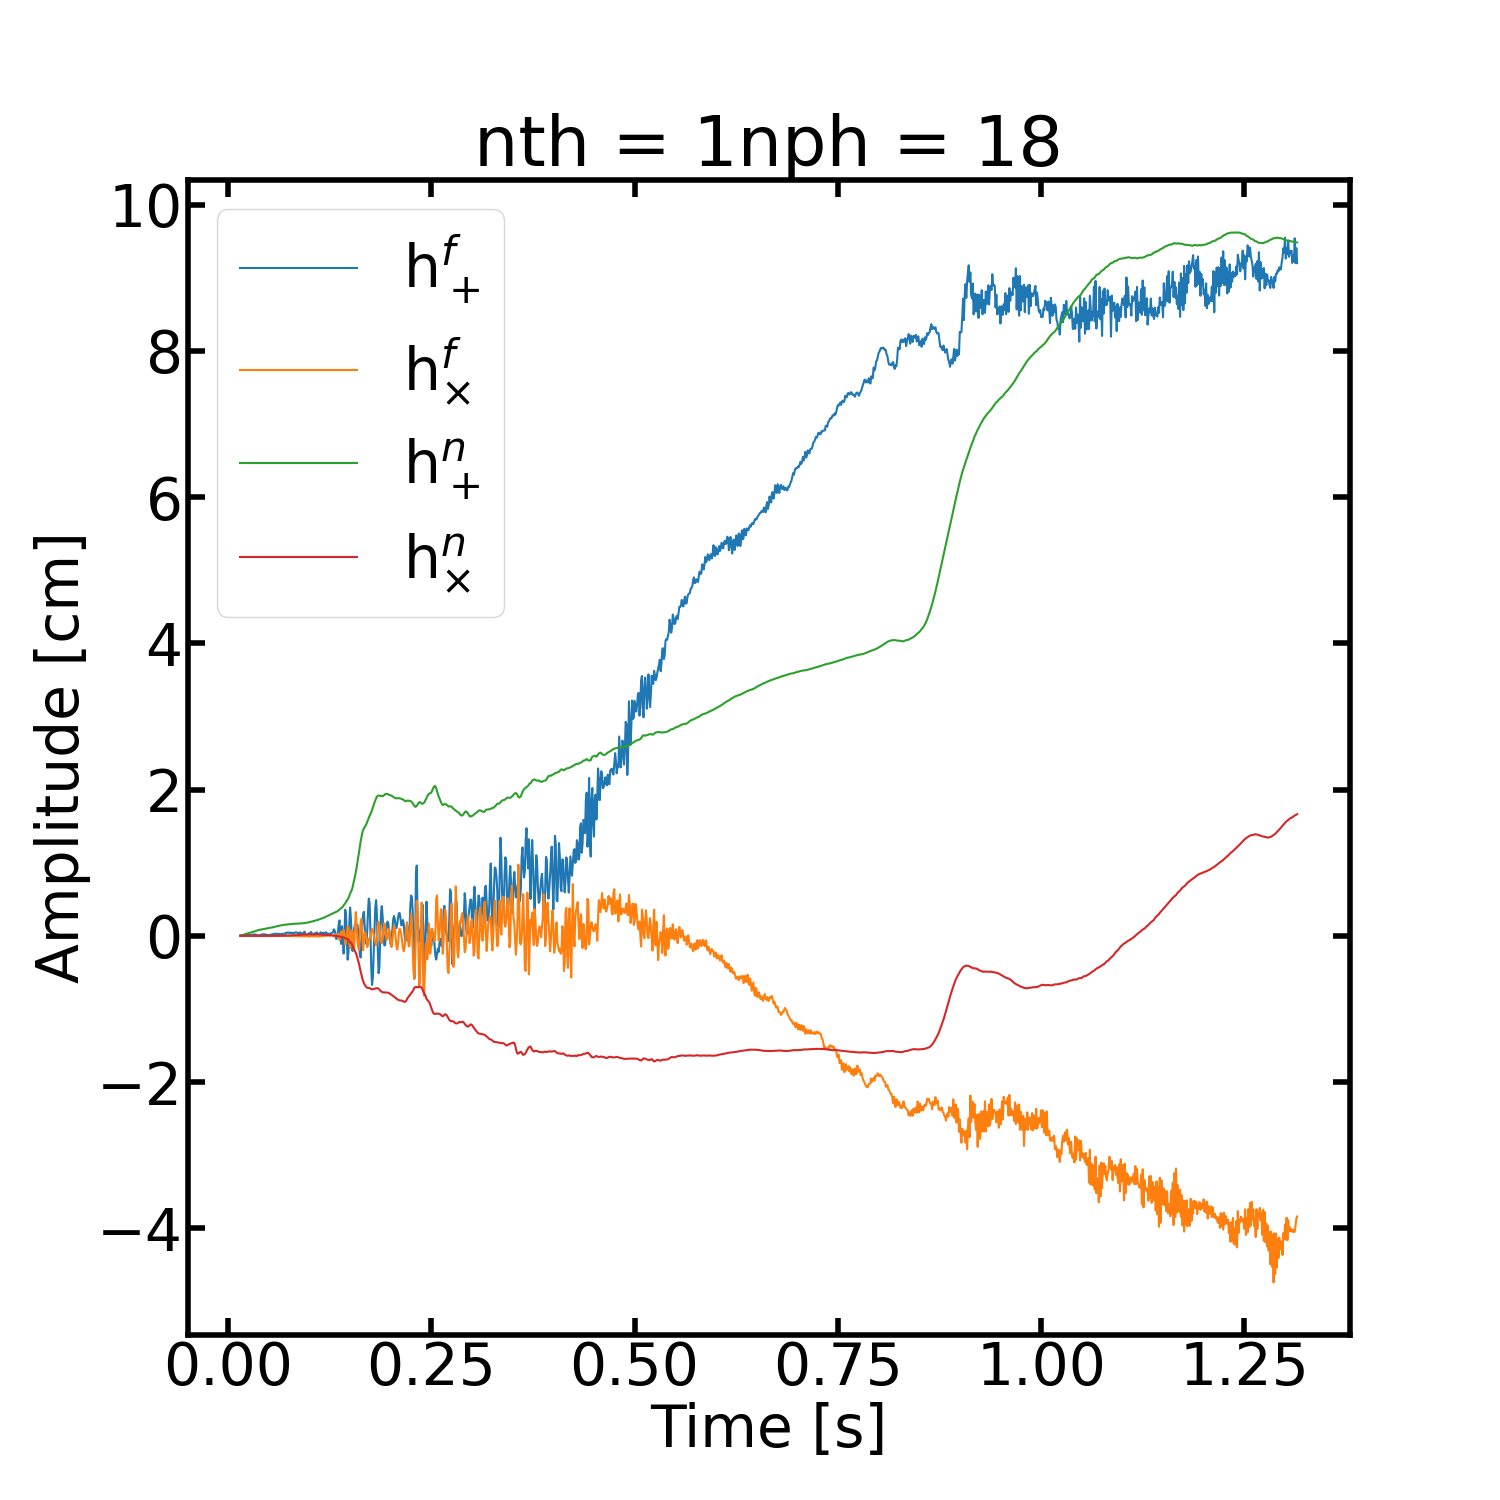 nth = 1nph = 18
10
8
6
4
2
0
−2
−4
Amplitude [cm]
h^f_+
h^f_×
h^n_+
h^n_×
0.00 0.25 0.50 0.75 1.00 1.25
Time [s]